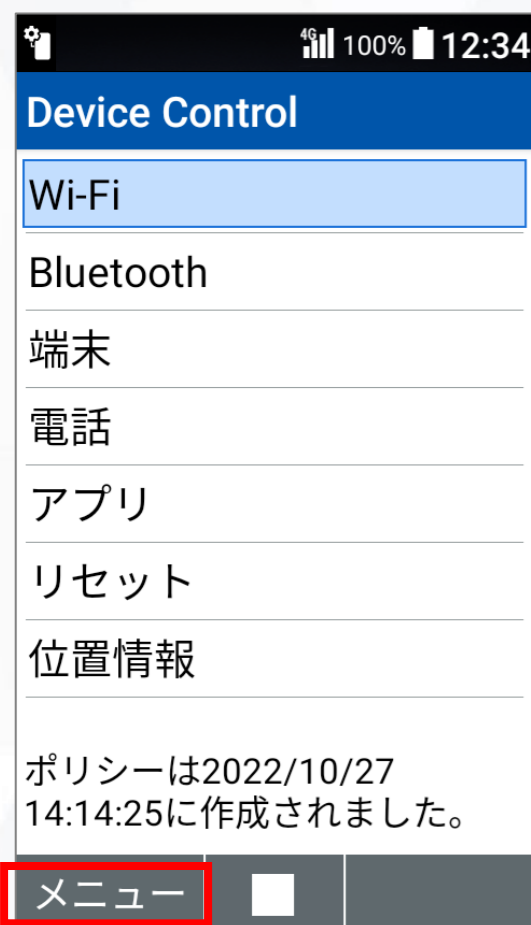 4G 100% 12:34
Device Control
Wi-Fi
Bluetooth
端末
電話
アプリ
リセット
位置情報
ポリシーは2022/10/27
14:14:25に作成されました。
メニュー